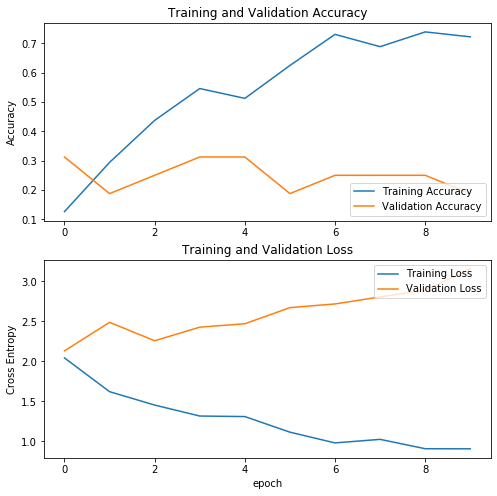 Training and Validation Accuracy
Accuracy
0.7
0.6
0.5
0.4
0.3
0.2
0.1
Training Accuracy
Validation Accuracy
0 2 4 6 8
Training and Validation Loss
Cross Entropy
3.0
2.5
2.0
1.5
1.0
Training Loss
Validation Loss
0 2 4 6 8
epoch